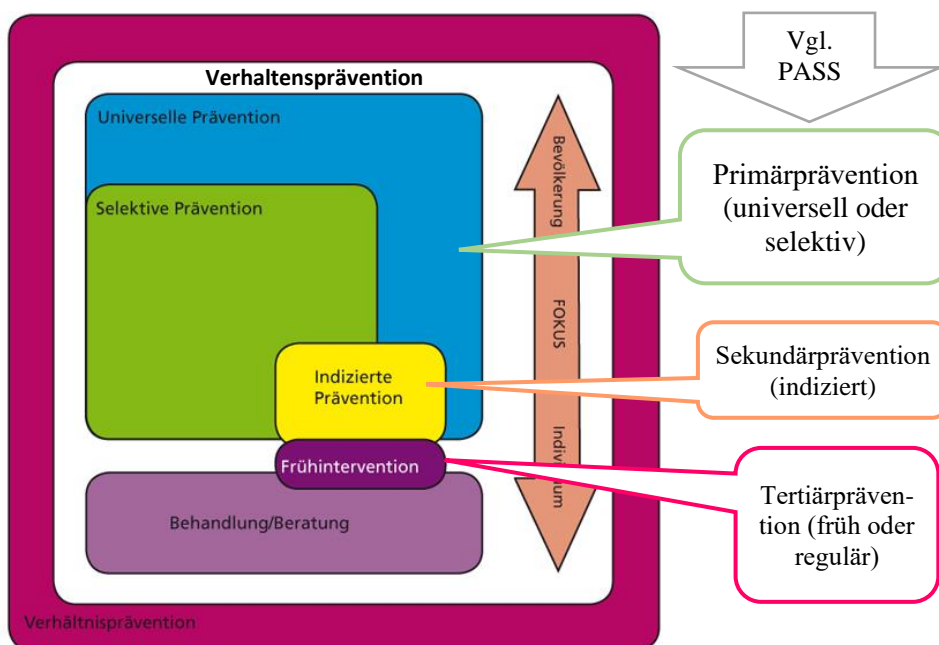 Verhaltensprävention
Universelle Prävention
Selektive Prävention
Indizierte
Prävention
Frühintervention
Behandlung/Beratung
Verhältnisprävention
Bevölkerung
FOKUS
Vgl.
PASS
Primärprävention
(universell oder
selektiv)
Sekundärprävention
(indiziert)
Tertiärpräven-
tion (früh oder
regulär)